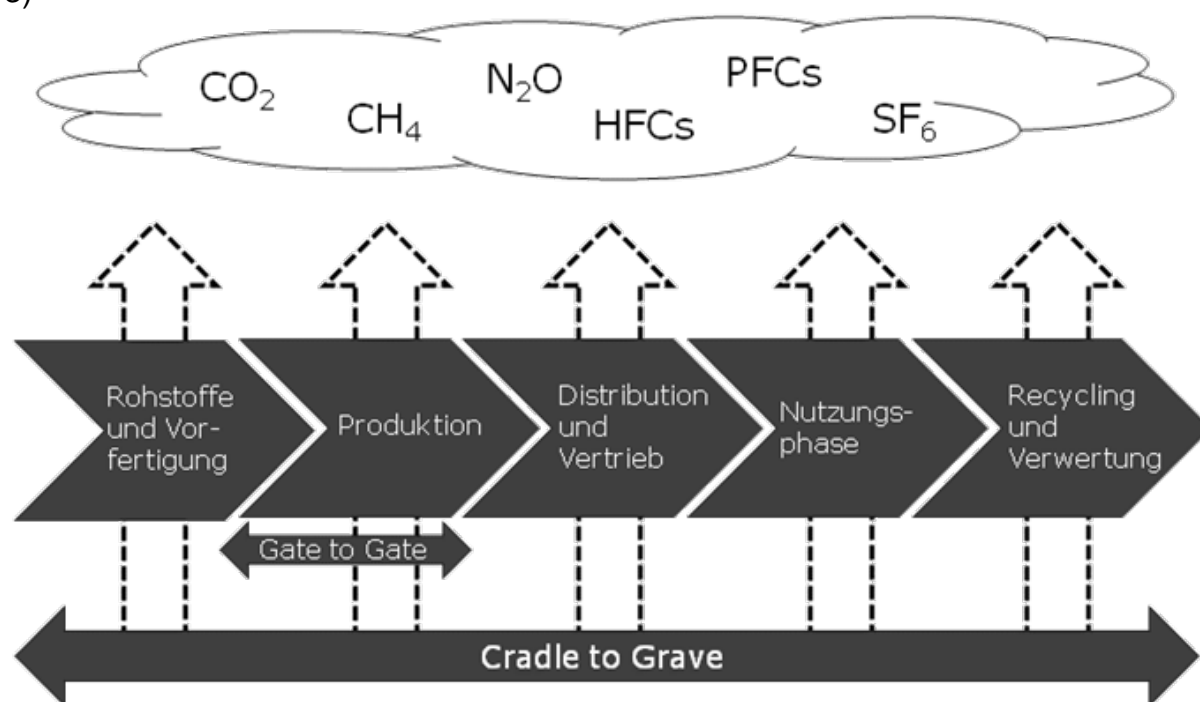 CO₂
CH₄
N₂O
HFCs
PFCs
SF₆
Rohstoffe
und Vor-
fertigung
Produktion
Distribution
und
Vertrieb
Nutzungs-
phase
Recycling
und
Verwertung
Gate to Gate
Cradle to Grave